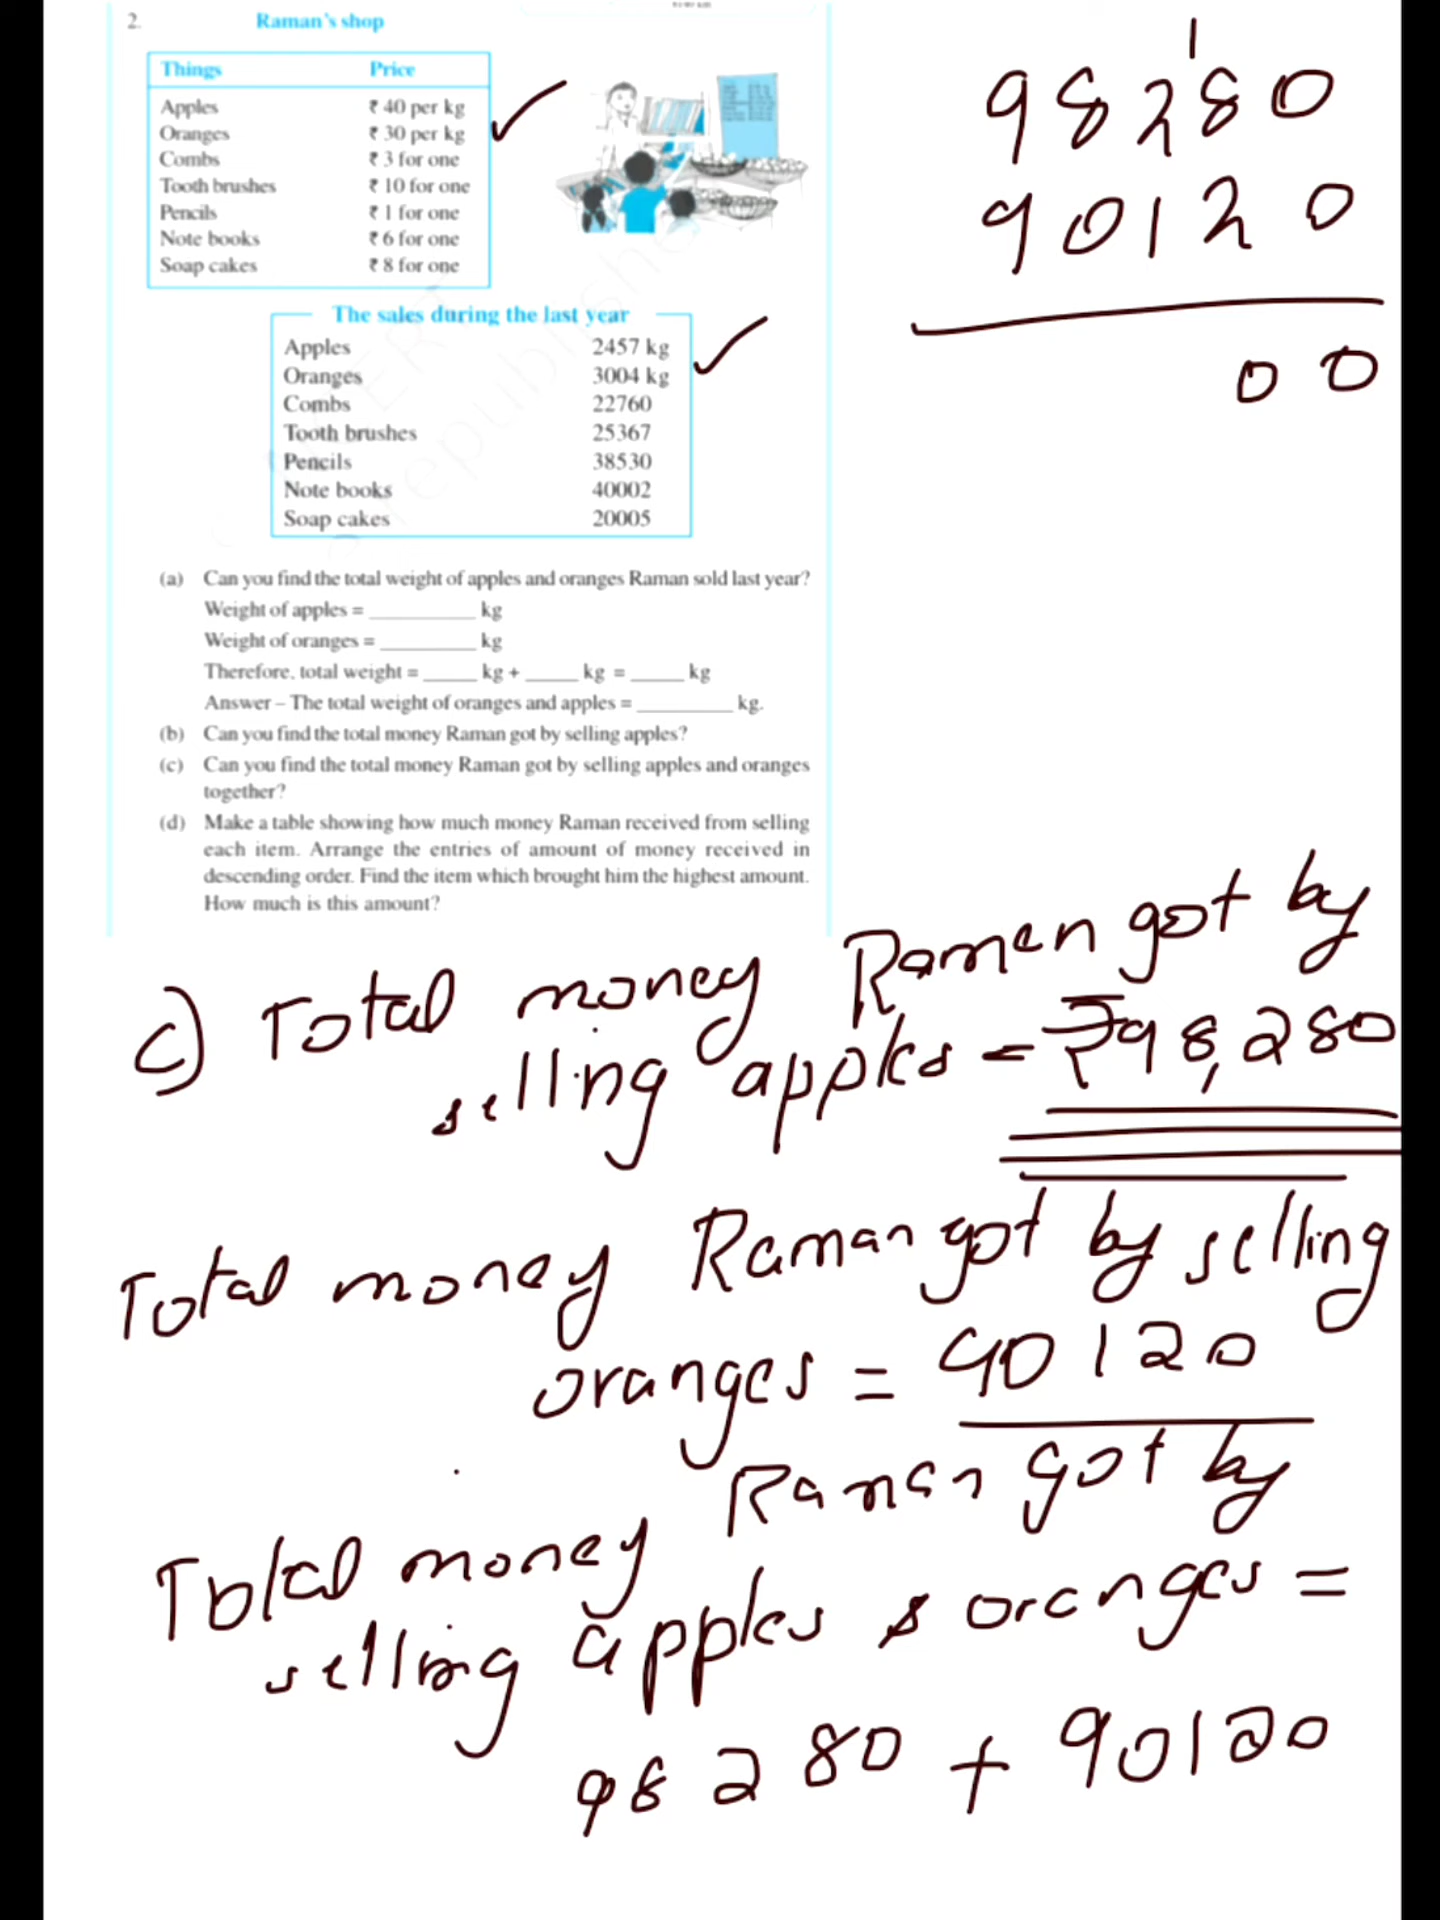 2. Raman's shop
Things Price
Apples ₹ 40 per kg
Oranges ₹ 30 per kg
Combs ₹ 3 for one
Tooth brushes ₹ 10 for one
Pencils ₹ 1 for one
Note books ₹ 6 for one
Soap cakes ₹ 8 for one
The sales during the last year
Apples 2457 kg
Oranges 3004 kg
Combs 22760
Tooth brushes 25367
Pencils 38530
Note books 40002
Soap cakes 20005
(a) Can you find the total weight of apples and oranges Raman sold last year?
Weight of apples = __________ kg
Weight of oranges = _________ kg
Therefore, total weight = _____ kg + _____ kg = _____ kg
Answer – The total weight of oranges and apples = _________ kg.
(b) Can you find the total money Raman got by selling apples?
(c) Can you find the total money Raman got by selling apples and oranges
together?
(d) Make a table showing how much money Raman received from selling
each item. Arrange the entries of amount of money received in
descending order. Find the item which brought him the highest amount.
How much is this amount?
1
98280
90120
00
c) Total money Raman got by
selling apples = ₹98,280
Total money Raman got by selling
oranges = 90120
Total money Raman got by
selling apples & oranges =
98280 + 90120